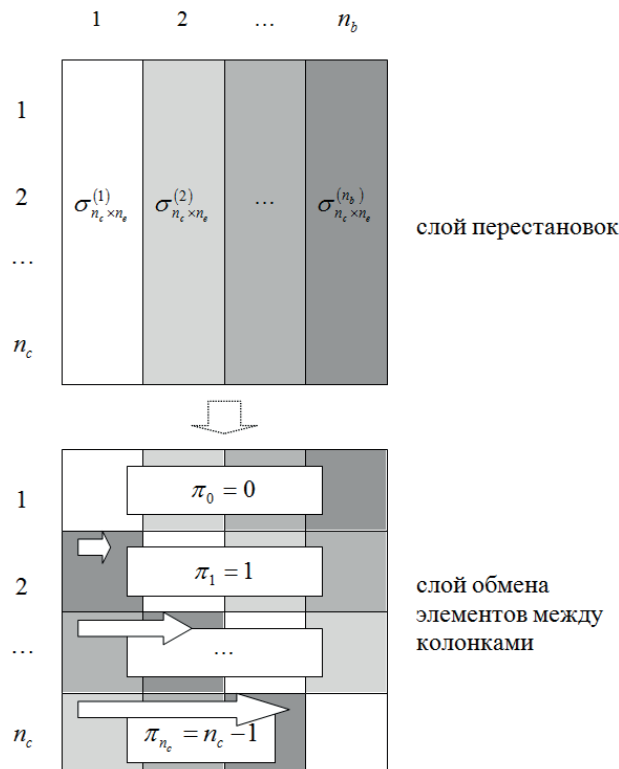 1 2 ... n_b
1
2
...
n_c
σ^{(1)}_{n_c × n_e} σ^{(2)}_{n_c × n_e} ... σ^{(n_b)}_{n_c × n_e}
слой перестановок
1
2
...
n_c
π_0 = 0
π_1 = 1
...
π_{n_c} = n_c − 1
слой обмена
элементов между
колонками